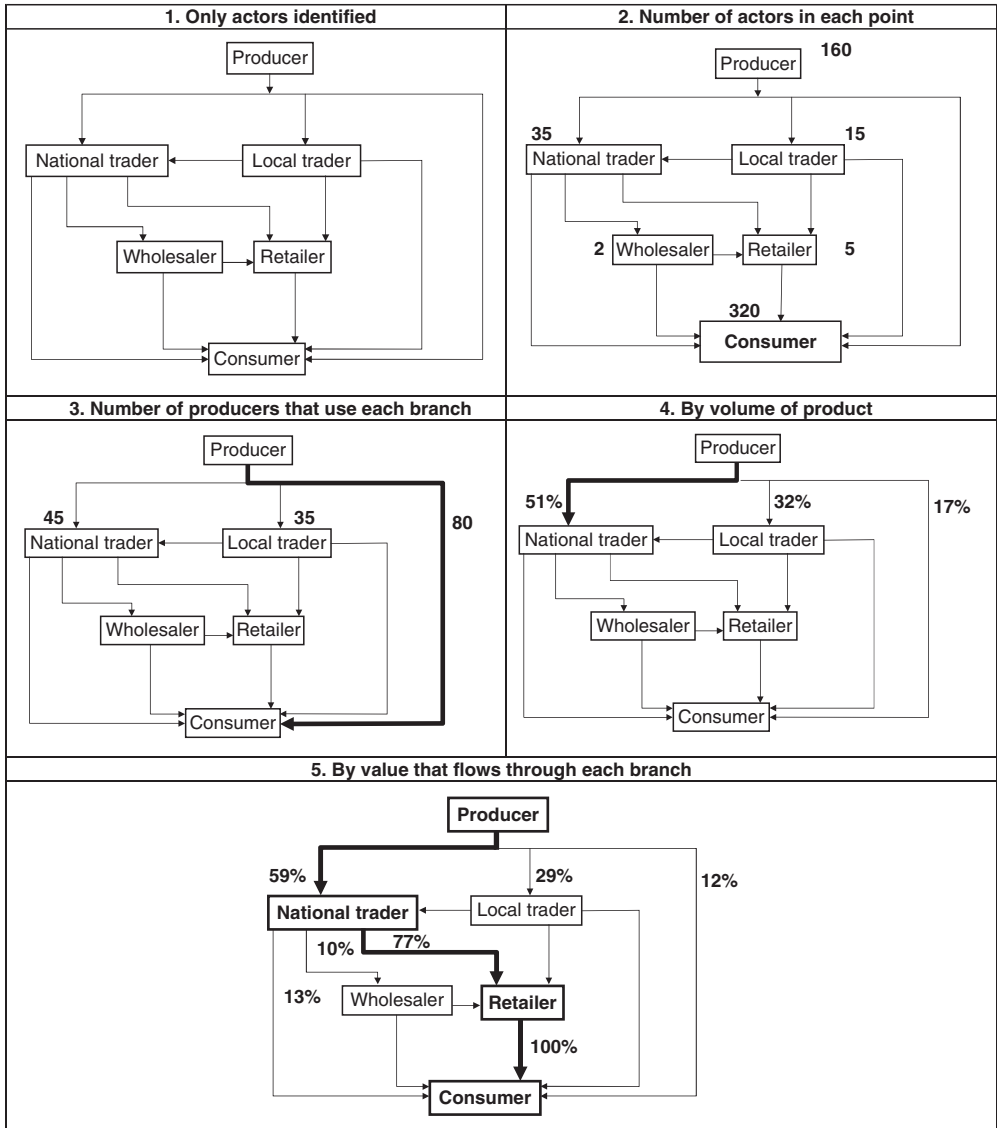 1. Only actors identified
Producer
National trader
Local trader
Wholesaler
Retailer
Consumer
2. Number of actors in each point
160
Producer
35
15
National trader
Local trader
2
Wholesaler
Retailer
5
320
Consumer
3. Number of producers that use each branch
Producer
45
35
80
National trader
Local trader
Wholesaler
Retailer
Consumer
4. By volume of product
Producer
51%
32%
17%
National trader
Local trader
Wholesaler
Retailer
Consumer
5. By value that flows through each branch
Producer
59%
29%
12%
National trader
Local trader
10%
77%
13%
Wholesaler
Retailer
100%
Consumer